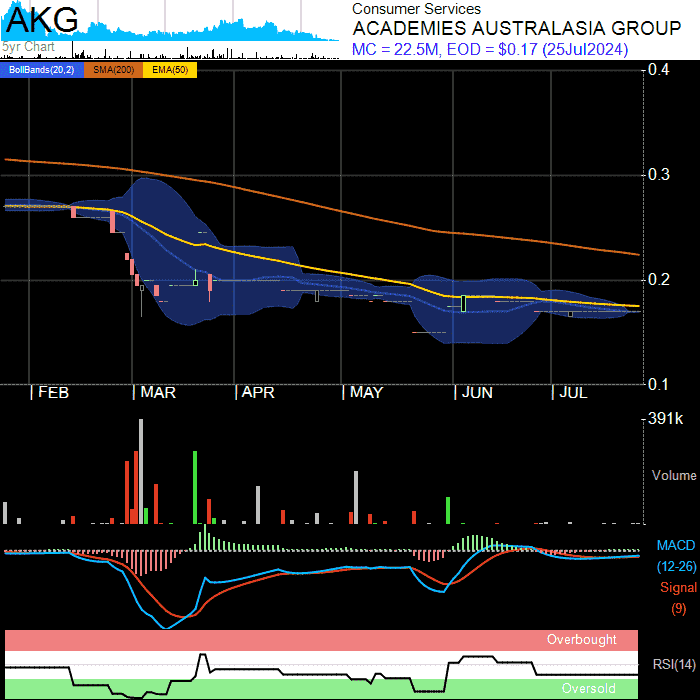 AKG
5yr Chart
Consumer Services
ACADEMIES AUSTRALASIA GROUP
MC = 22.5M, EOD = $0.17 (25Jul2024)
BollBands(20,2) SMA(200) EMA(50)
0.4
0.3
0.2
0.1
FEB MAR APR MAY JUN JUL
391k
Volume
MACD
(12-26)
Signal
(9)
Overbought
RSI(14)
Oversold